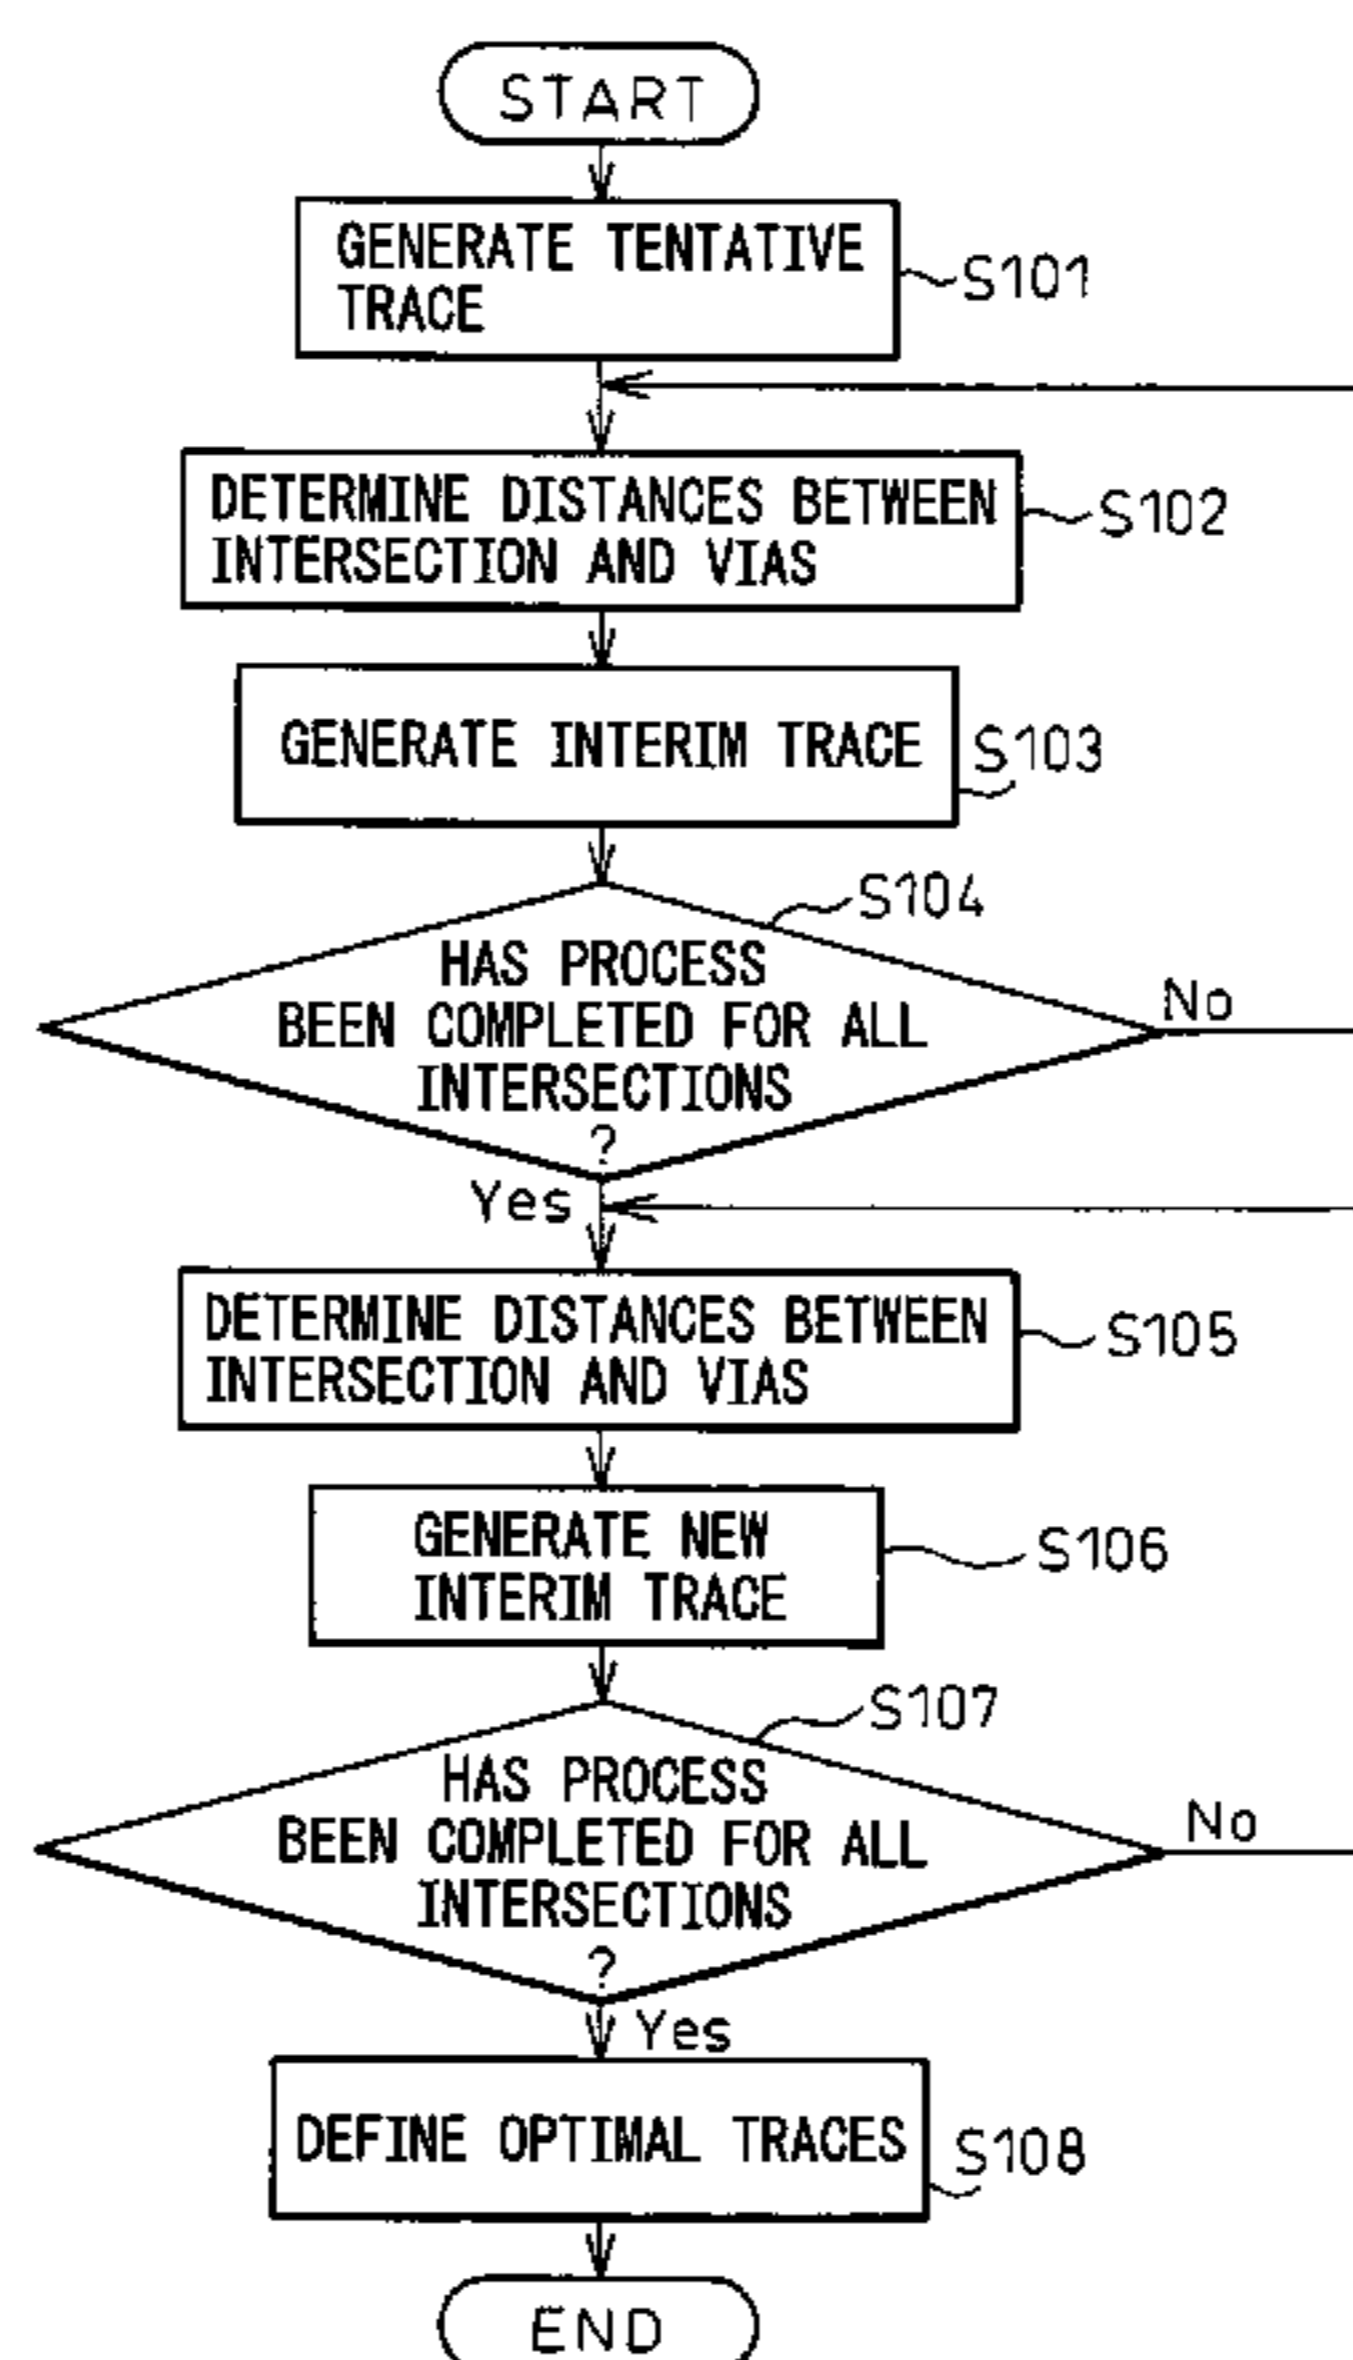 START
GENERATE TENTATIVE
TRACE
S101
DETERMINE DISTANCES BETWEEN
INTERSECTION AND VIAS
S102
GENERATE INTERIM TRACE
S103
S104
HAS PROCESS
BEEN COMPLETED FOR ALL
INTERSECTIONS
?
No
Yes
DETERMINE DISTANCES BETWEEN
INTERSECTION AND VIAS
S105
GENERATE NEW
INTERIM TRACE
S106
S107
HAS PROCESS
BEEN COMPLETED FOR ALL
INTERSECTIONS
?
No
Yes
DEFINE OPTIMAL TRACES
S108
END